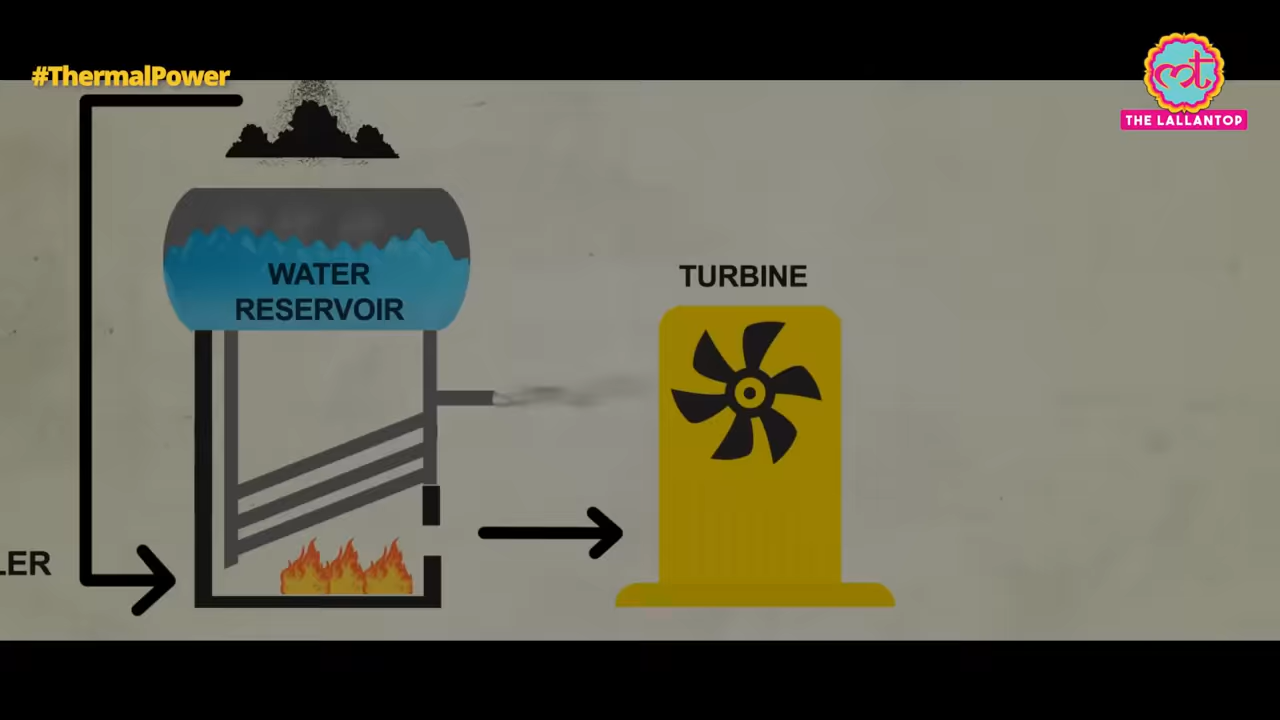 #ThermalPower
THE LALLANTOP
WATER
RESERVOIR
TURBINE
LER